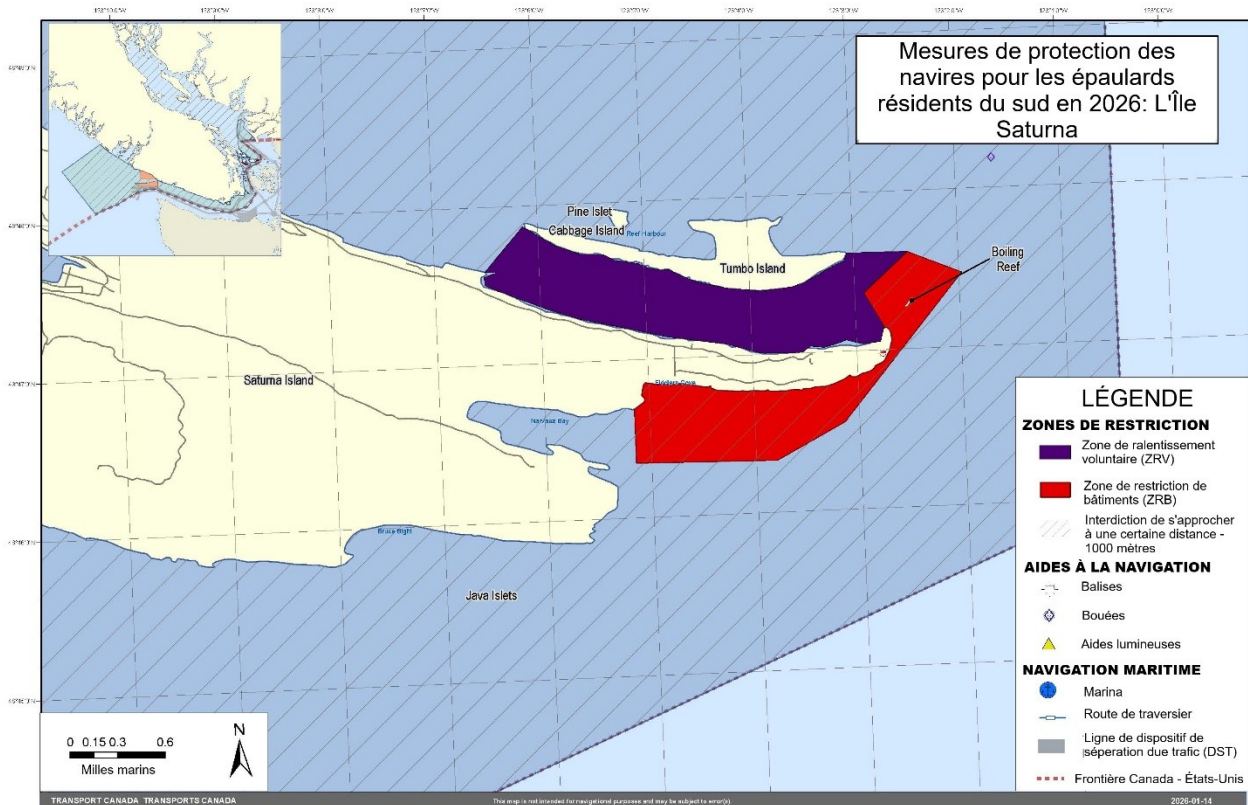 Mesures de protection des
navires pour les épaulards
résidents du sud en 2026: L'Île
Saturna
Pine Islet
Cabbage Island
Reef Harbour
Tumbo Island
Boiling
Reef
Saturna Island
Narvaez Bay
Bruce Bight
Java Islets
LÉGENDE
ZONES DE RESTRICTION
Zone de ralentissement
voluntaire (ZRV)
Zone de restriction de
bâtiments (ZRB)
Interdiction de s'approcher
à une certaine distance -
1000 mètres
AIDES À LA NAVIGATION
Balises
Bouées
Aides lumineuses
NAVIGATION MARITIME
Marina
Route de traversier
Ligne de dispositif de
séperation due trafic (DST)
Frontière Canada - États-Unis
N
0 0.15 0.3 0.6
Milles marins
TRANSPORT CANADA TRANSPORTS CANADA
This map is not intended for navigational purposes and may be subject to error(s).
2026-01-14